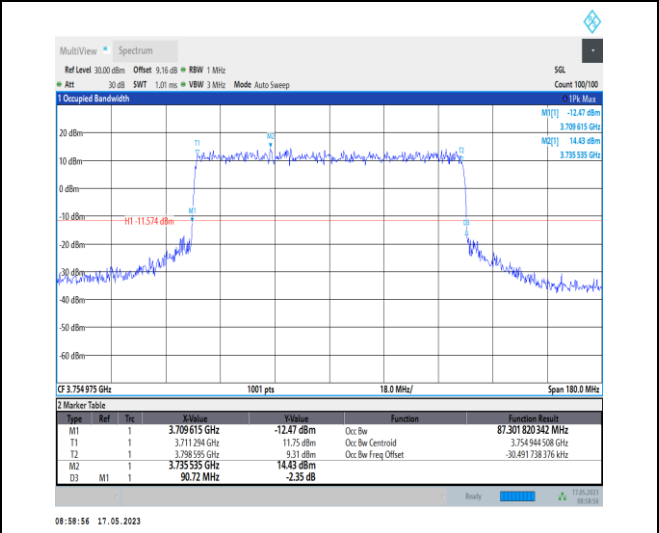 MultiView Spectrum
Ref Level 30.00 dBm Offset 9.16 dB RBW 1 MHz SGL
Att 30 dB SWT 1.01 ms VBW 3 MHz Mode Auto Sweep Count 100/100
1 Occupied Bandwidth 1Pk Max
M1[1] -12.47 dBm
3.709 615 GHz
M2[1] 14.43 dBm
3.735 535 GHz
20 dBm
T1
M2
T2
10 dBm
0 dBm
-10 dBm
M1
H1 -11.574 dBm
D3
-20 dBm
-30 dBm
-40 dBm
-50 dBm
-60 dBm
CF 3.754 975 GHz 1001 pts 18.0 MHz/ Span 180.0 MHz
2 Marker Table
Type Ref Trc X-Value Y-Value Function Function Result
M1 1 3.709 615 GHz -12.47 dBm Occ Bw 87.301 820 342 MHz
T1 1 3.711 294 GHz 11.75 dBm Occ Bw Centroid 3.754 944 508 GHz
T2 1 3.798 595 GHz 9.31 dBm Occ Bw Freq Offset -30.491 738 376 kHz
M2 1 3.735 535 GHz 14.43 dBm
D3 M1 1 90.72 MHz -2.35 dB
Ready 17.05.2023
08:58:56
08:58:56 17.05.2023